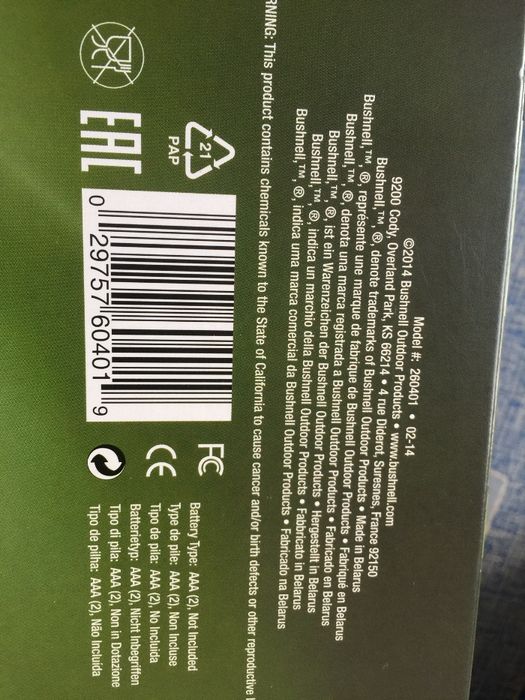 Model #: 260401 • 02-14
©2014 Bushnell Outdoor Products • www.bushnell.com
9200 Cody, Overland Park, KS 66214 • 4 rue Diderot, Suresnes, France 92150
Bushnell,™, ®, denote trademarks of Bushnell Outdoor Products • Made in Belarus
Bushnell,™, ®, représente une marque de fabrique de Bushnell Outdoor Products • Fabriqué en Belarus
Bushnell,™, ®, denota una marca registrada a Bushnell Outdoor Products • Fabricado en Belarus
Bushnell,™, ®, ist ein Warenzeichen der Bushnell Outdoor Products • Hergestellt in Belarus
Bushnell,™, ®, indica un marchio della Bushnell Outdoor Products • Fabbricato in Belarus
Bushnell,™, ®, indica uma marca comercial da Bushnell Outdoor Products • Fabricado na Belarus
RNING: This product contains chemicals known to the State of California to cause cancer and/or birth defects or other reproductive
21
PAP
EAC
0 29757 60401 9
FC
CE
Battery Type: AAA (2), Not Included
Type de pile: AAA (2), Non Incluse
Tipo de pila: AAA (2), No Incluida
Batterietyp: AAA (2), Nicht Inbegriffen
Tipo di pila: AAA (2), Non in Dotazione
Tipo de pilha: AAA (2), Não Incluída